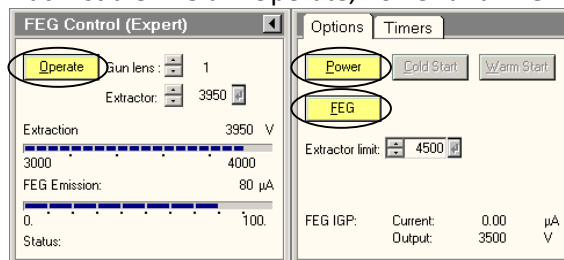 Operate,
FEG Control (Expert)
Operate Gun lens : 1
Extractor: 3950
Extraction 3950 V
3000 4000
FEG Emission: 80 µA
0. 100.
Status:
Options Timers
Power Cold Start Warm Start
FEG
Extractor limit: 4500
FEG IGP: Current: 0.00 µA
Output: 3500 V